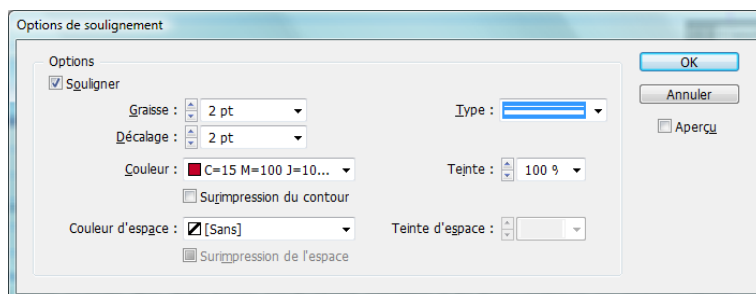 Options de soulignement
Options
OK
Souligner
Annuler
Graisse : 2 pt Type :
Décalage : 2 pt Aperçu
Couleur : C=15 M=100 J=10... Teinte : 100 %
Surimpression du contour
Couleur d'espace : [Sans] Teinte d'espace :
Surimpression de l'espace